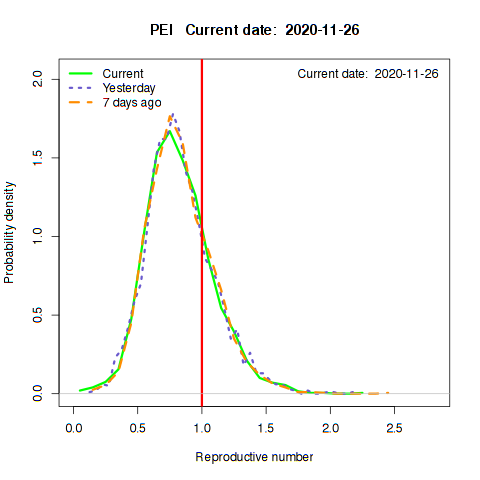 PEI   Current date:  2020-11-26
Current
Yesterday
7 days ago
Current date:  2020-11-26
Probability density
2.0
1.5
1.0
0.5
0.0
0.0 0.5 1.0 1.5 2.0 2.5
Reproductive number